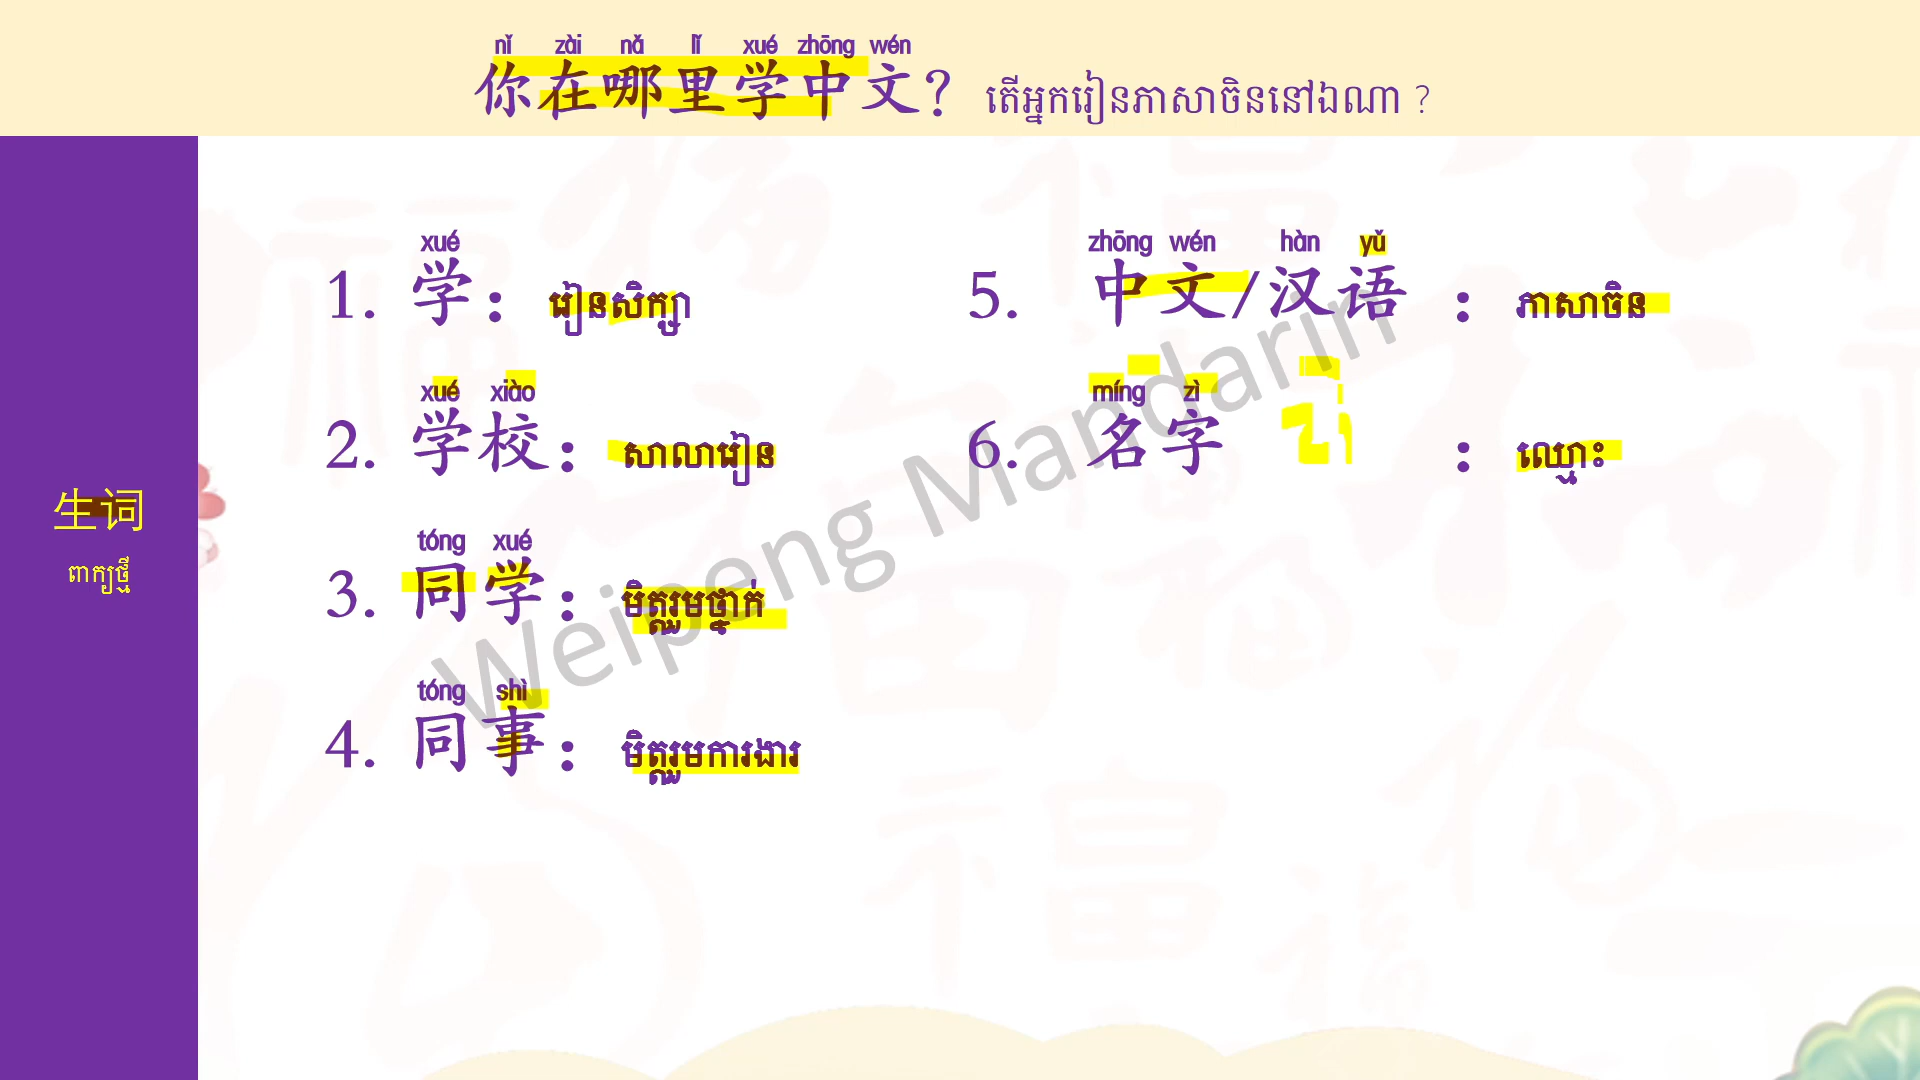 nǐ zài nǎ lǐ xué zhōng wén
你在哪里学中文? តើអ្នករៀនភាសាចិននៅឯណា ?
生词
ពាក្យថ្មី
xué
1. 学: រៀនសិក្សា
xué xiào
2. 学校: សាលារៀន
tóng xué
3. 同学: មិត្តរួមថ្នាក់
tóng shì
4. 同事: មិត្តរួមការងារ
zhōng wén hàn yǔ
5. 中文/汉语 : ភាសាចិន
míng zì
6. 名字 : ឈ្មោះ
Weipeng Mandarin